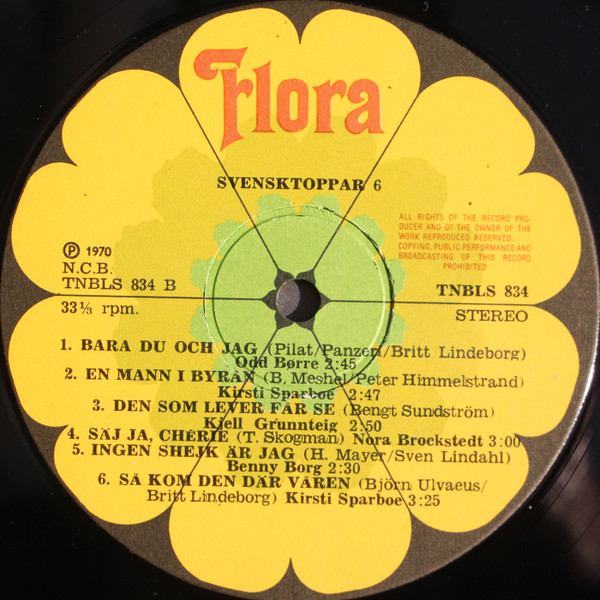 Flora
SVENSKTOPPAR 6
ALL RIGHTS OF THE RECORD PRO-
DUCER AND OF THE OWNER OF THE
WORK REPRODUCED RESERVED.
COPYING, PUBLIC PERFORMANCE AND
BROADCASTING OF THIS RECORD
PROHIBITED
Ⓟ 1970
N.C.B.
TNBLS 834 B
33⅓ rpm.
TNBLS 834
STEREO
1. BARA DU OCH JAG (Pilat/Panzeri/Britt Lindeborg)
Odd Børre 2:45
2. EN MANN I BYRÅN (B. Meshel/Peter Himmelstrand)
Kirsti Sparboe 2:47
3. DEN SOM LEVER FÅR SE (Bengt Sundström)
Kjell Grunnteig 2:50
4. SÄJ JA, CHERIE (T. Skogman) Nora Brockstedt 3:00
5. INGEN SHEJK ÄR JAG (H. Mayer/Sven Lindahl)
Benny Borg 2:30
6. SÅ KOM DEN DÄR VÅREN (Björn Ulvaeus/
Britt Lindeborg) Kirsti Sparboe 3:25